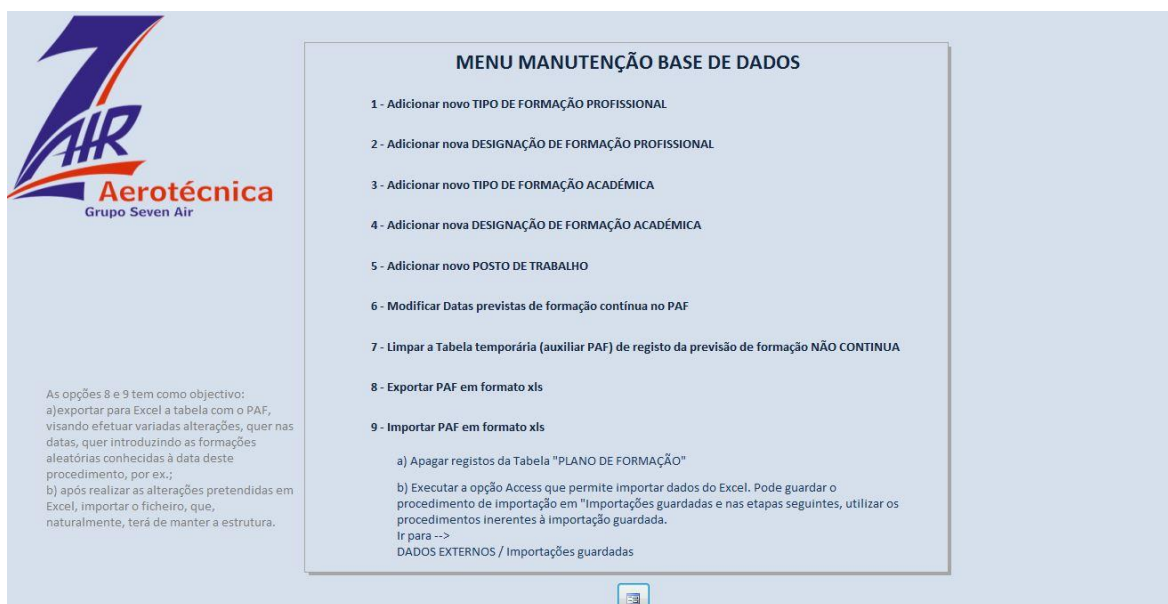 7
AIR
Aerotécnica
Grupo Seven Air
MENU MANUTENÇÃO BASE DE DADOS
1 - Adicionar novo TIPO DE FORMAÇÃO PROFISSIONAL
2 - Adicionar nova DESIGNAÇÃO DE FORMAÇÃO PROFISSIONAL
3 - Adicionar novo TIPO DE FORMAÇÃO ACADÉMICA
4 - Adicionar nova DESIGNAÇÃO DE FORMAÇÃO ACADÉMICA
5 - Adicionar novo POSTO DE TRABALHO
6 - Modificar Datas previstas de formação contínua no PAF
7 - Limpar a Tabela temporária (auxiliar PAF) de registo da previsão de formação NÃO CONTINUA
8 - Exportar PAF em formato xls
9 - Importar PAF em formato xls
a) Apagar registos da Tabela "PLANO DE FORMAÇÃO"
b) Executar a opção Access que permite importar dados do Excel. Pode guardar o
procedimento de importação em "Importações guardadas e nas etapas seguintes, utilizar os
procedimentos inerentes à importação guardada.
Ir para -->
DADOS EXTERNOS / Importações guardadas
As opções 8 e 9 tem como objectivo:
a)exportar para Excel a tabela com o PAF,
visando efetuar variadas alterações, quer nas
datas, quer introduzindo as formações
aleatórias conhecidas à data deste
procedimento, por ex.;
b) após realizar as alterações pretendidas em
Excel, importar o ficheiro, que,
naturalmente, terá de manter a estrutura.